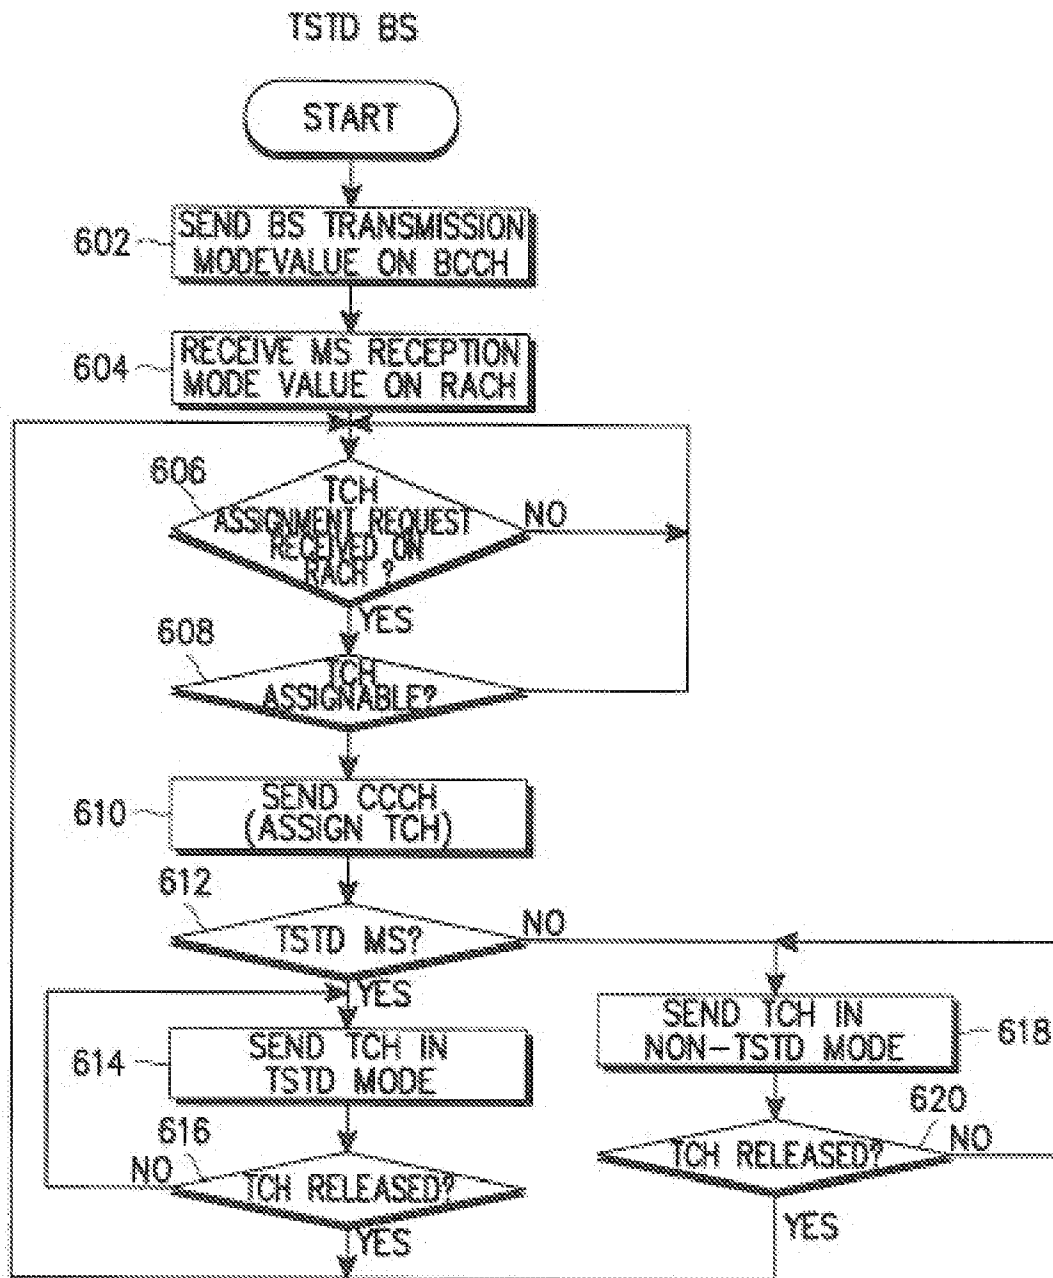 TSTD BS
START
602
SEND BS TRANSMISSION
MODEVALUE ON BCCH
604
RECEIVE MS RECEPTION
MODE VALUE ON RACH
606
TCH
ASSIGNMENT REQUEST
RECEIVED ON
RACH ?
NO
YES
608
TCH
ASSIGNABLE?
610
SEND CCCH
(ASSIGN TCH)
612
TSTD MS?
NO
YES
614
SEND TCH IN
TSTD MODE
SEND TCH IN
NON-TSTD MODE
618
616
TCH RELEASED?
NO
YES
620
TCH RELEASED?
NO
YES